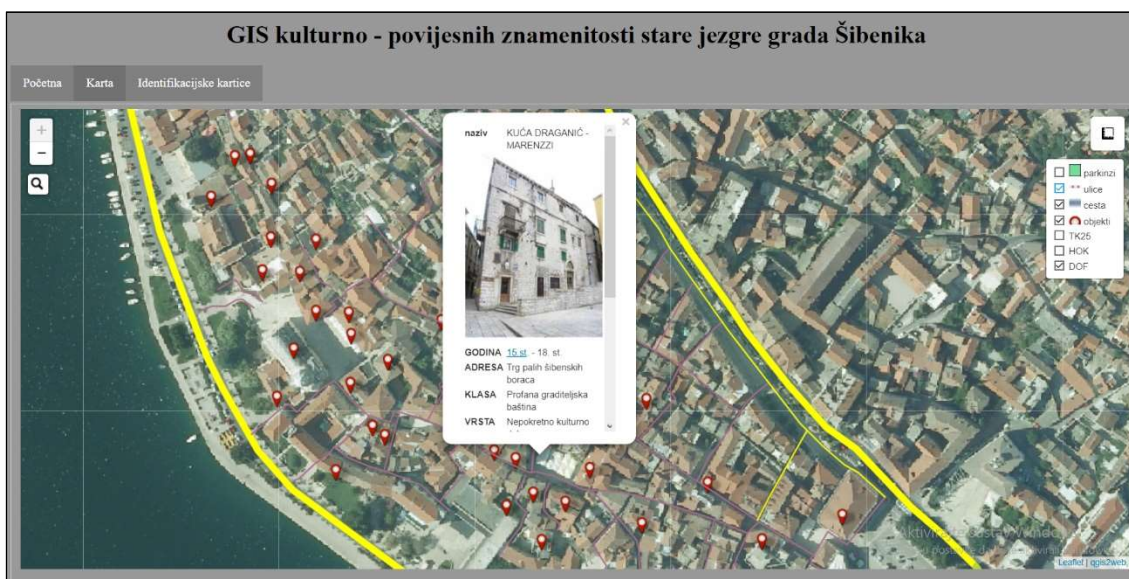 GIS kulturno - povijesnih znamenitosti stare jezgre grada Šibenika
Početna
Karta
Identifikacijske kartice
+
−
naziv KUĆA DRAGANIĆ -
MARENZZI
GODINA 15 st. - 18. st.
ADRESA Trg palih šibenskih
boraca
KLASA Profana graditeljska
baština
VRSTA Nepokretno kulturno
parkinzi
ulice
cesta
objekti
TK25
HOK
DOF
Leaflet | qgis2web